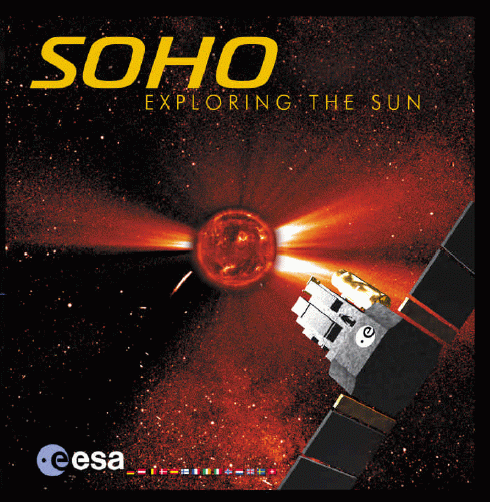 SOHO
EXPLORING THE SUN
e
esa